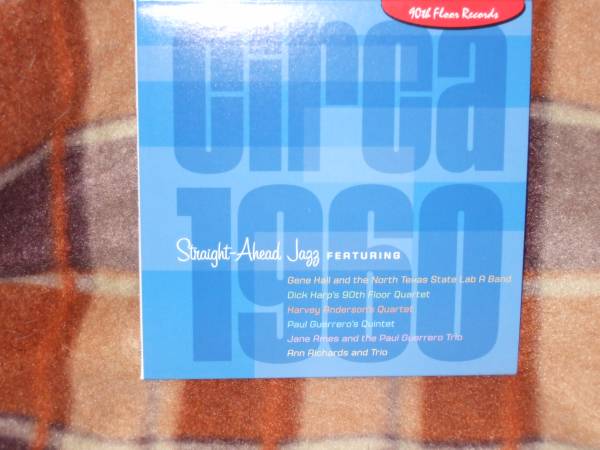 90th Floor Records
circa
1960
Straight-Ahead Jazz FEATURING
Gene Hall and the North Texas State Lab A Band
Dick Harp's 90th Floor Quartet
Harvey Anderson's Quartet
Paul Guerrero's Quintet
Jane Ames and the Paul Guerrero Trio
Ann Richards and Trio